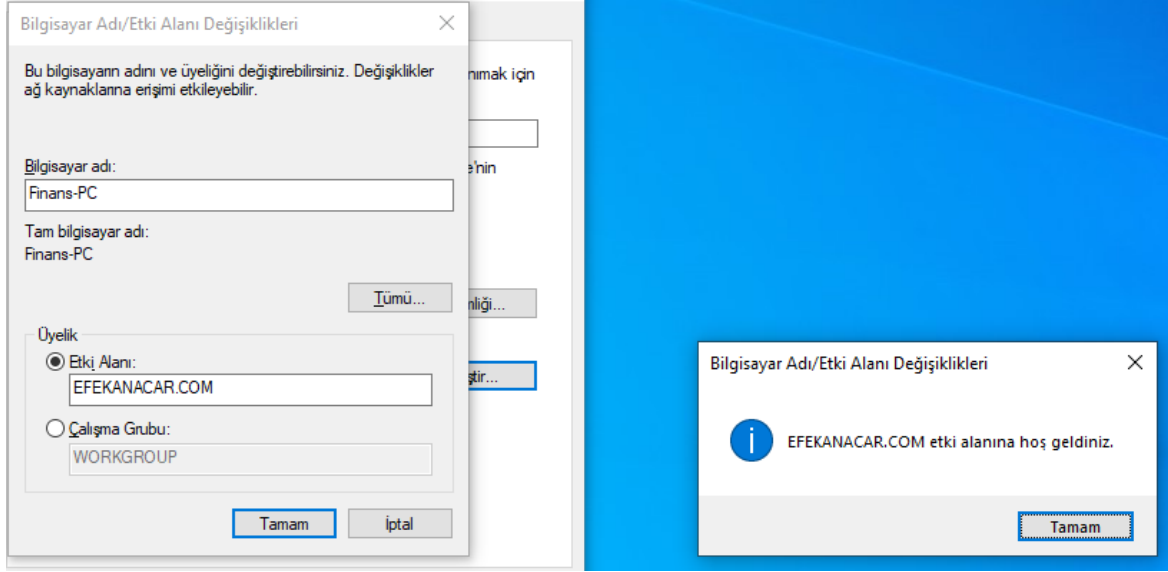 Bilgisayar Adı/Etki Alanı Değişiklikleri
Bu bilgisayarın adını ve üyeliğini değiştirebilirsiniz. Değişiklikler
ağ kaynaklarına erişimi etkileyebilir.
nımak için
Bilgisayar adı:
e'nin
Finans-PC
Tam bilgisayar adı:
Finans-PC
Tümü...
mliği...
Üyelik
Etki Alanı:
EFEKANACAR.COM
ştir...
Çalışma Grubu:
WORKGROUP
Tamam
İptal
Bilgisayar Adı/Etki Alanı Değişiklikleri
EFEKANACAR.COM etki alanına hoş geldiniz.
Tamam